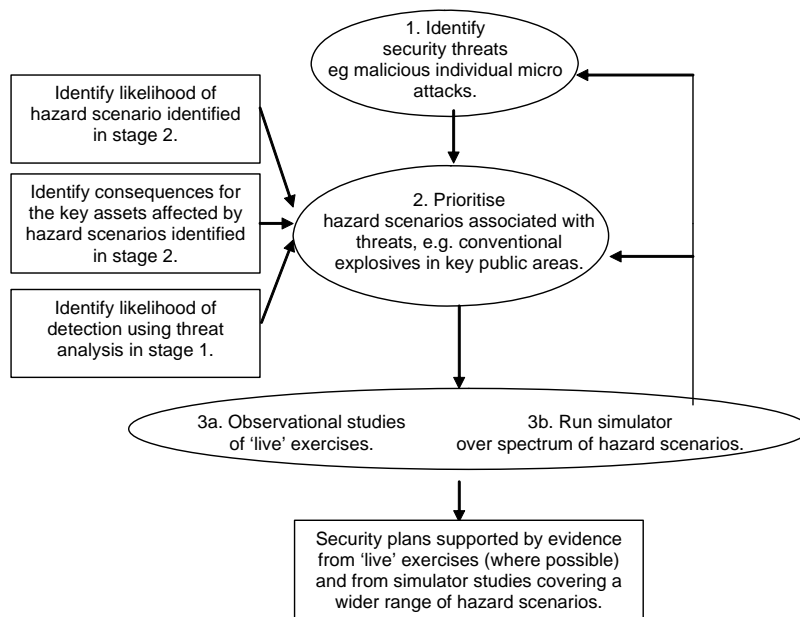 1. Identify
security threats
eg malicious individual micro
attacks.
Identify likelihood of
hazard scenario identified
in stage 2.
Identify consequences for
the key assets affected by
hazard scenarios identified
in stage 2.
Identify likelihood of
detection using threat
analysis in stage 1.
2. Prioritise
hazard scenarios associated with
threats, e.g. conventional
explosives in key public areas.
3a. Observational studies
of ‘live’ exercises.
3b. Run simulator
over spectrum of hazard scenarios.
Security plans supported by evidence
from ‘live’ exercises (where possible)
and from simulator studies covering a
wider range of hazard scenarios.